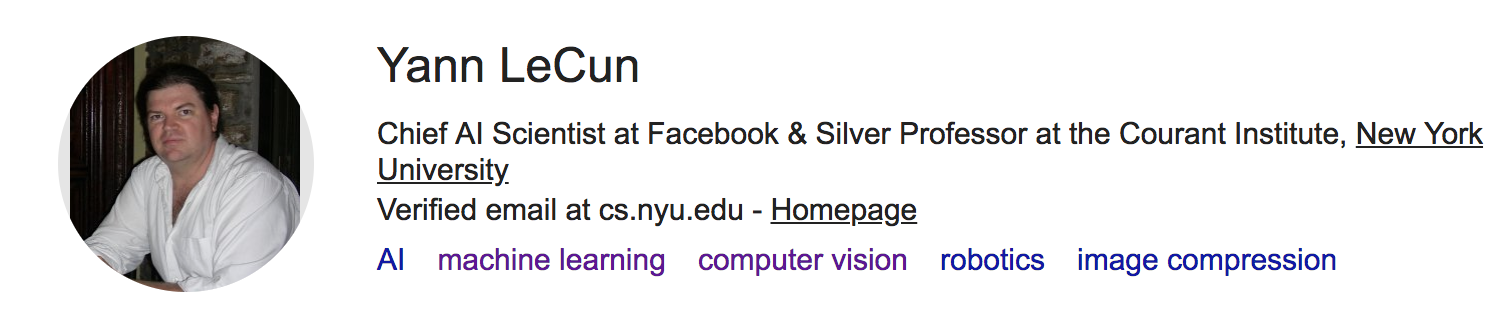 Yann LeCun
Chief AI Scientist at Facebook & Silver Professor at the Courant Institute, New York
University
Verified email at cs.nyu.edu - Homepage
AI machine learning computer vision robotics image compression